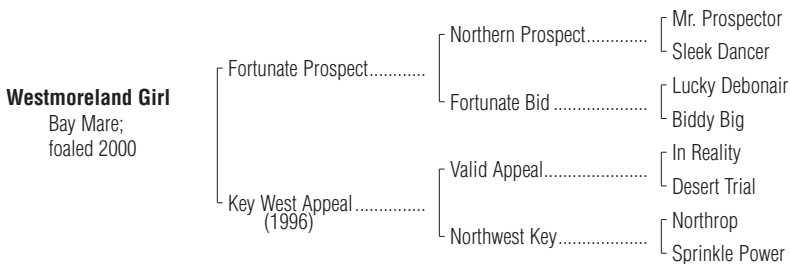 Westmoreland Girl
Bay Mare;
foaled 2000
Fortunate Prospect............
Key West Appeal...............
(1996)
Northern Prospect.............
Fortunate Bid ....................
Valid Appeal......................
Northwest Key...................
Mr. Prospector
Sleek Dancer
Lucky Debonair
Biddy Big
In Reality
Desert Trial
Northrop
Sprinkle Power